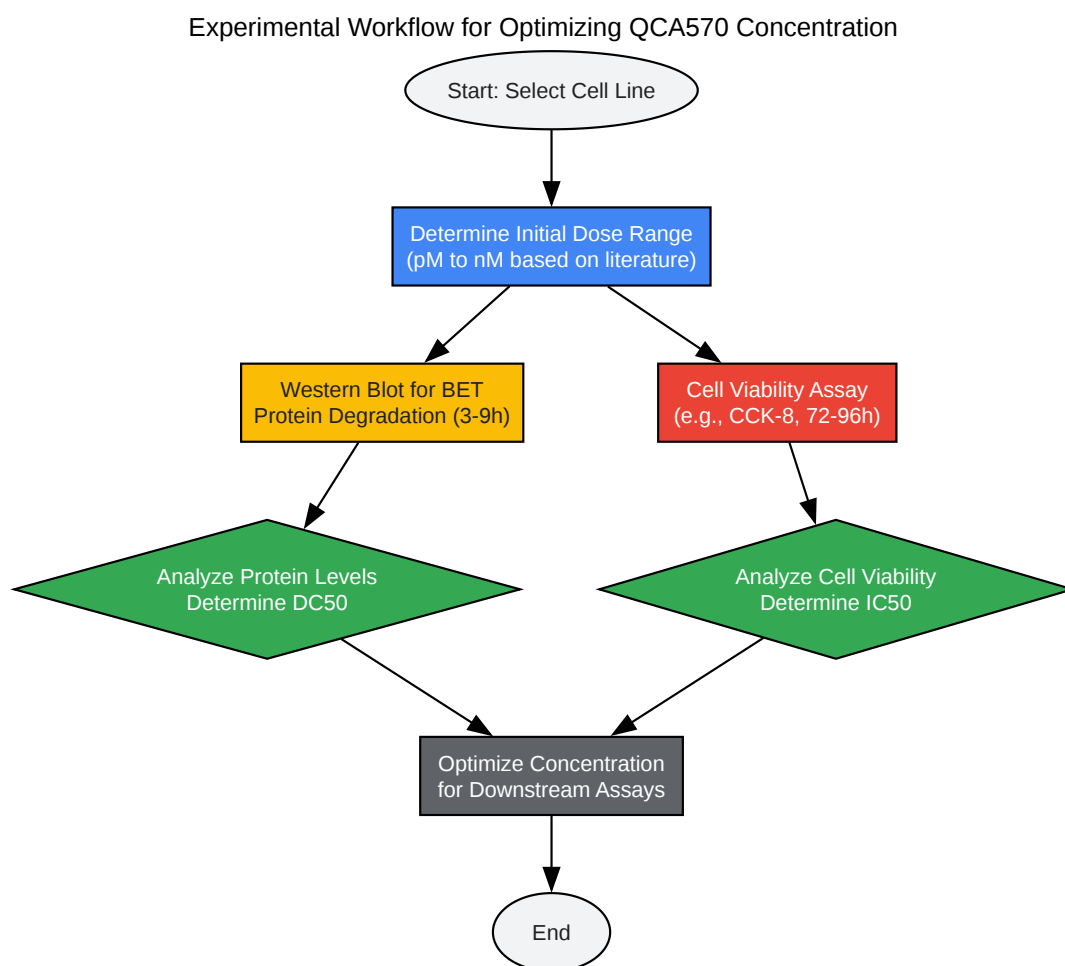 Experimental Workflow for Optimizing QCA570 Concentration
Start: Select Cell Line
Determine Initial Dose Range
(pM to nM based on literature)
Western Blot for BET
Protein Degradation (3-9h)
Cell Viability Assay
(e.g., CCK-8, 72-96h)
Analyze Protein Levels
Determine DC50
Analyze Cell Viability
Determine IC50
Optimize Concentration
for Downstream Assays
End